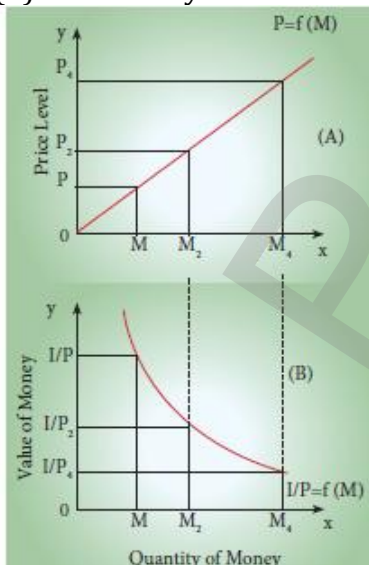 y
P=f (M)
P₄
P₂
P
Price Level
(A)
0
M
M₂
M₄
x
y
I/P
I/P₂
I/P₄
Value of Money
(B)
I/P=f (M)
0
M
M₂
M₄
x
Quantity of Money